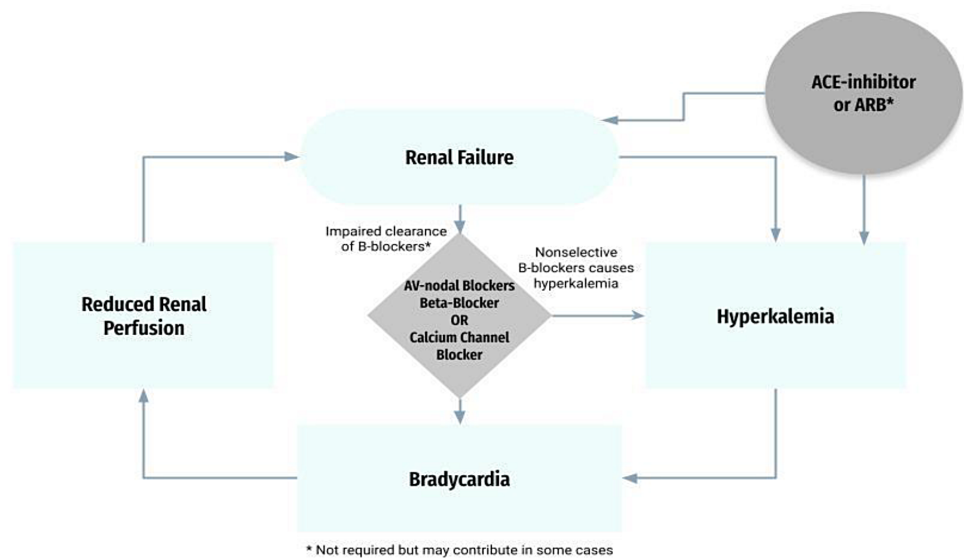 ACE-inhibitor
or ARB*
Renal Failure
Impaired clearance
of B-blockers*
Nonselective
B-blockers causes
hyperkalemia
Reduced Renal
Perfusion
AV-nodal Blockers
Beta-Blocker
OR
Calcium Channel
Blocker
Hyperkalemia
Bradycardia
* Not required but may contribute in some cases